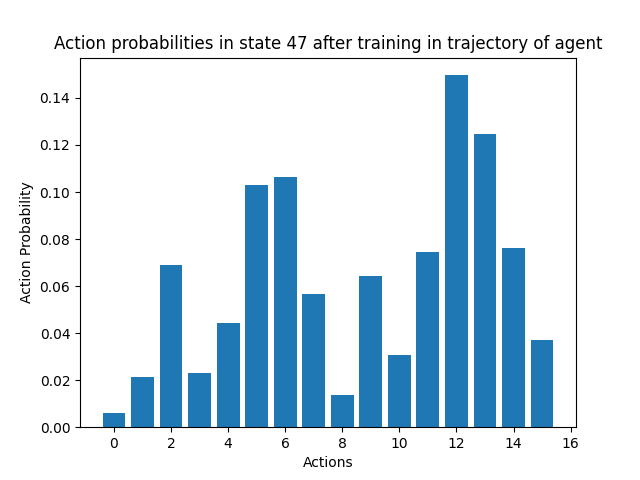 Action probabilities in state 47 after training in trajectory of agent
0.14
0.12
0.10
0.08
0.06
0.04
0.02
0.00
Action Probability
0 2 4 6 8 10 12 14 16
Actions